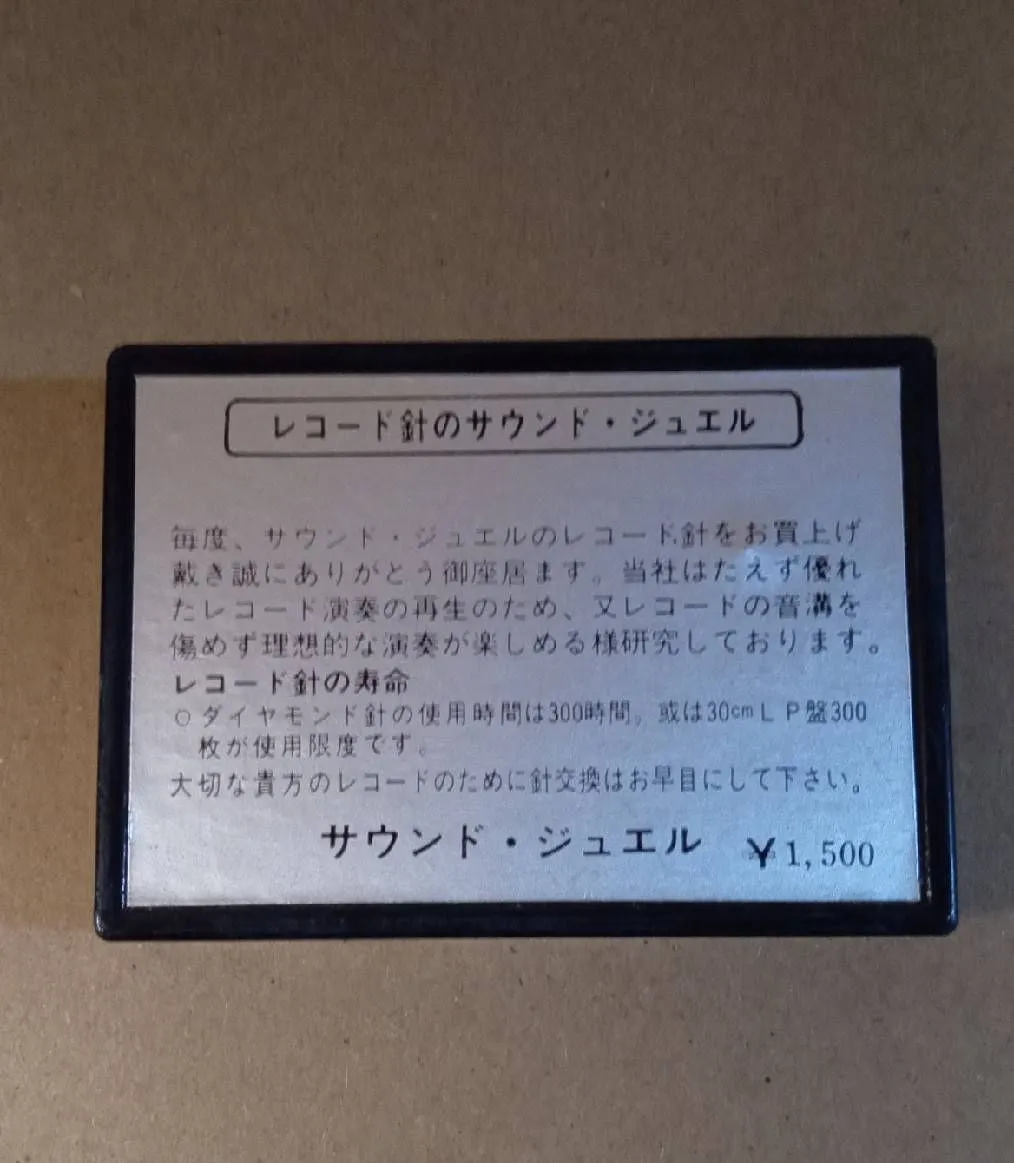 レコード針のサウンド・ジュエル
毎度、サウンド・ジュエルのレコード針をお買上げ
戴き誠にありがとう御座居ます。当社はたえず優れ
たレコード演奏の再生のため、又レコードの音溝を
傷めず理想的な演奏が楽しめる様研究しております。
レコード針の寿命
○ダイヤモンド針の使用時間は300時間。或は30cmLP盤300
枚が使用限度です。
大切な貴方のレコードのために針交換はお早目にして下さい。
サウンド・ジュエル ¥1,500